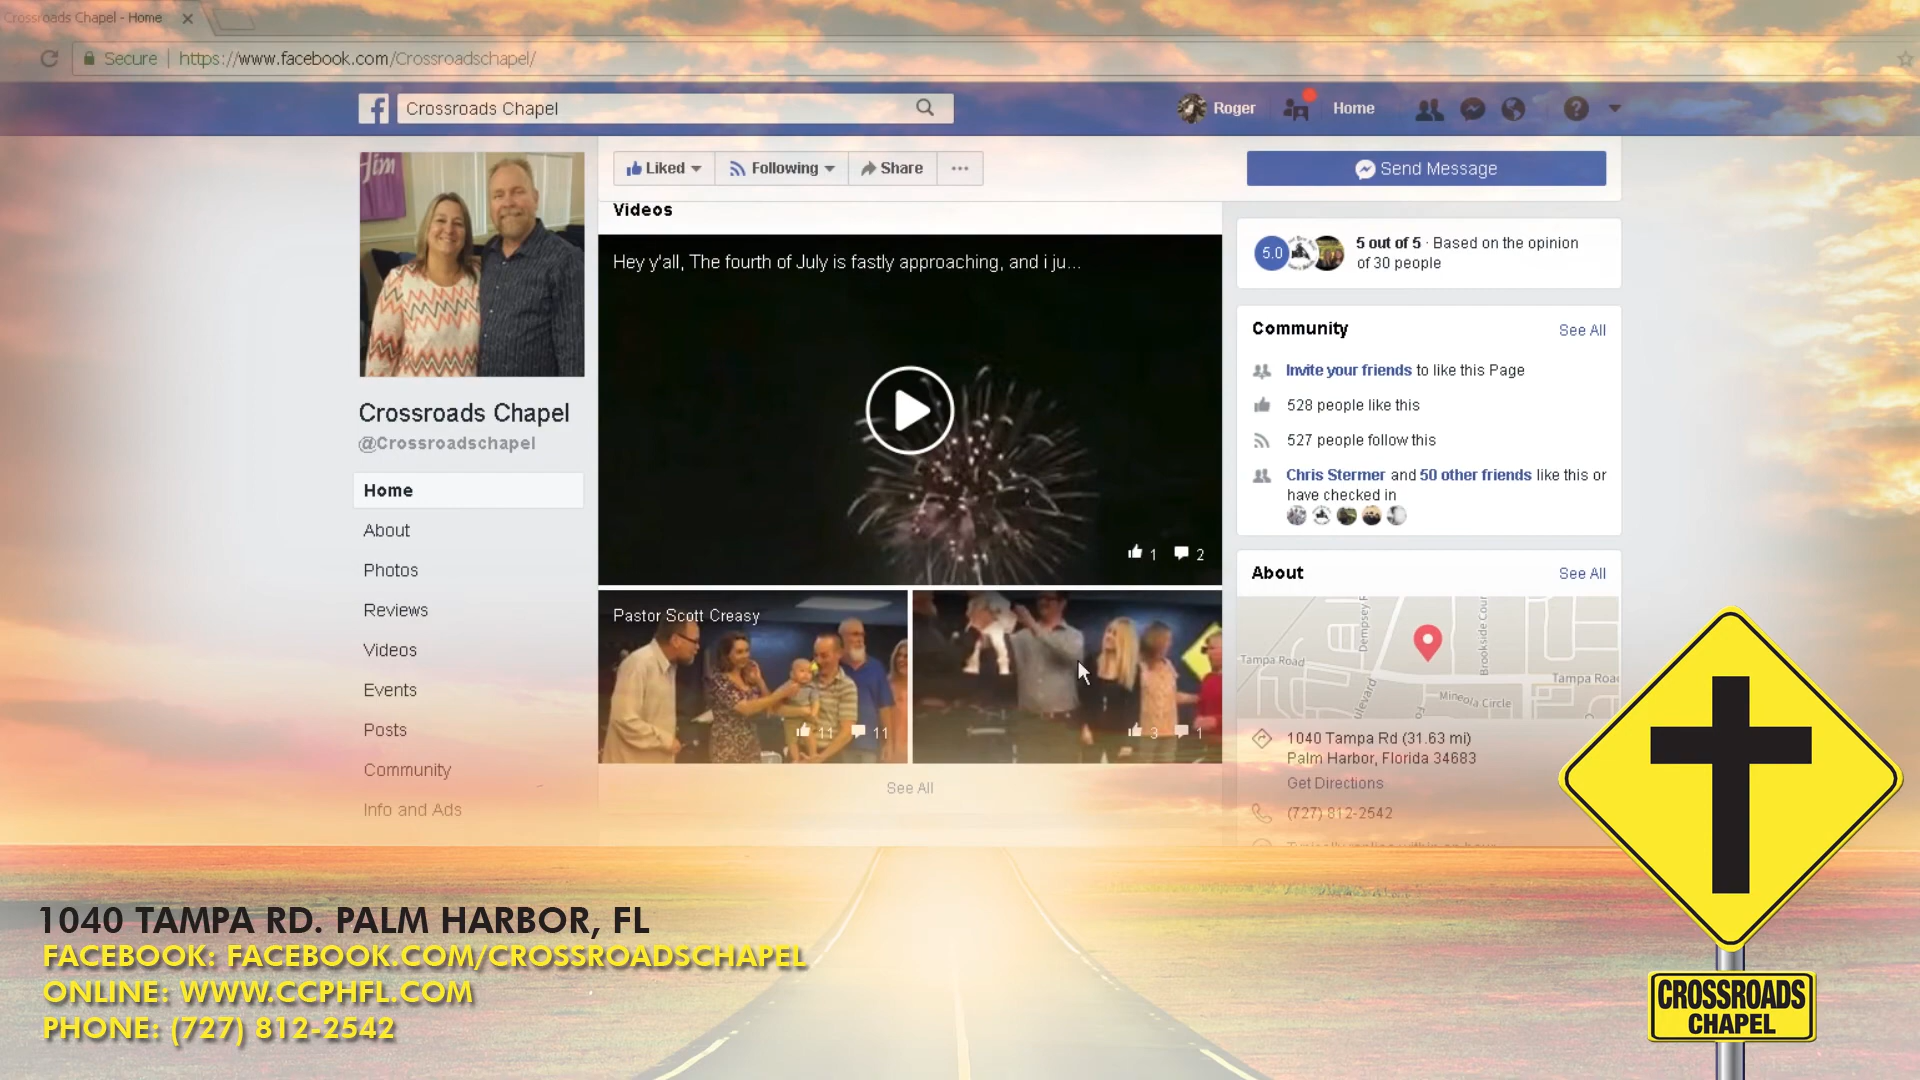 Crossroads Chapel - Home
Secure | https://www.facebook.com/Crossroadschapel/
Crossroads Chapel
Roger
Home
Him
Liked
Following
Share
Send Message
Videos
Hey y'all, The fourth of July is fastly approaching, and i ju...
1 2
Pastor Scott Creasy
11 11
3 1
See All
Crossroads Chapel
@Crossroadschapel
Home
About
Photos
Reviews
Videos
Events
Posts
Community
Info and Ads
5.0
5 out of 5 · Based on the opinion
of 30 people
Community
See All
Invite your friends to like this Page
528 people like this
527 people follow this
Chris Stermer and 50 other friends like this or
have checked in
About
See All
Tampa Road
Brookside Cour
Mineola Circle
Tampa Road
1040 Tampa Rd (31.63 mi)
Palm Harbor, Florida 34683
Get Directions
(727) 812-2542
1040 TAMPA RD. PALM HARBOR, FL
FACEBOOK: FACEBOOK.COM/CROSSROADSCHAPEL
ONLINE: WWW.CCPHFL.COM
PHONE: (727) 812-2542
CROSSROADS
CHAPEL